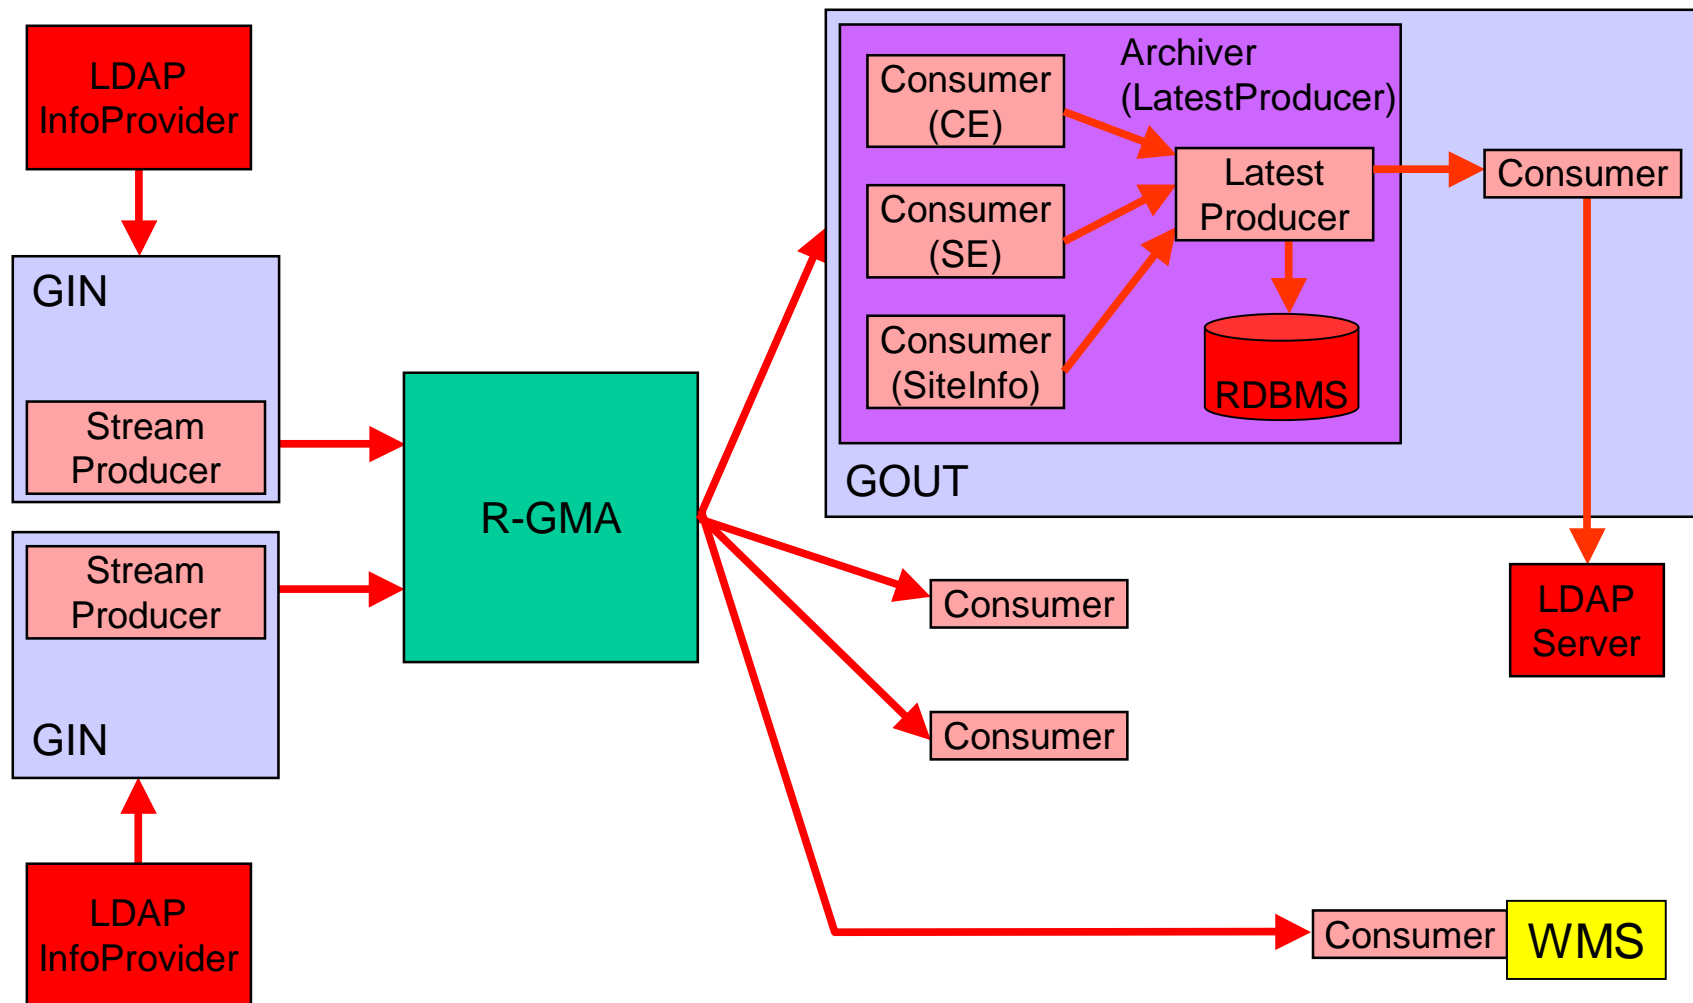 LDAP
InfoProvider
GIN
Stream
Producer
Stream
Producer
GIN
LDAP
InfoProvider
R-GMA
Archiver
(LatestProducer)
Consumer
(CE)
Consumer
(SE)
Consumer
(SiteInfo)
Latest
Producer
RDBMS
GOUT
Consumer
LDAP
Server
Consumer
Consumer
Consumer
WMS